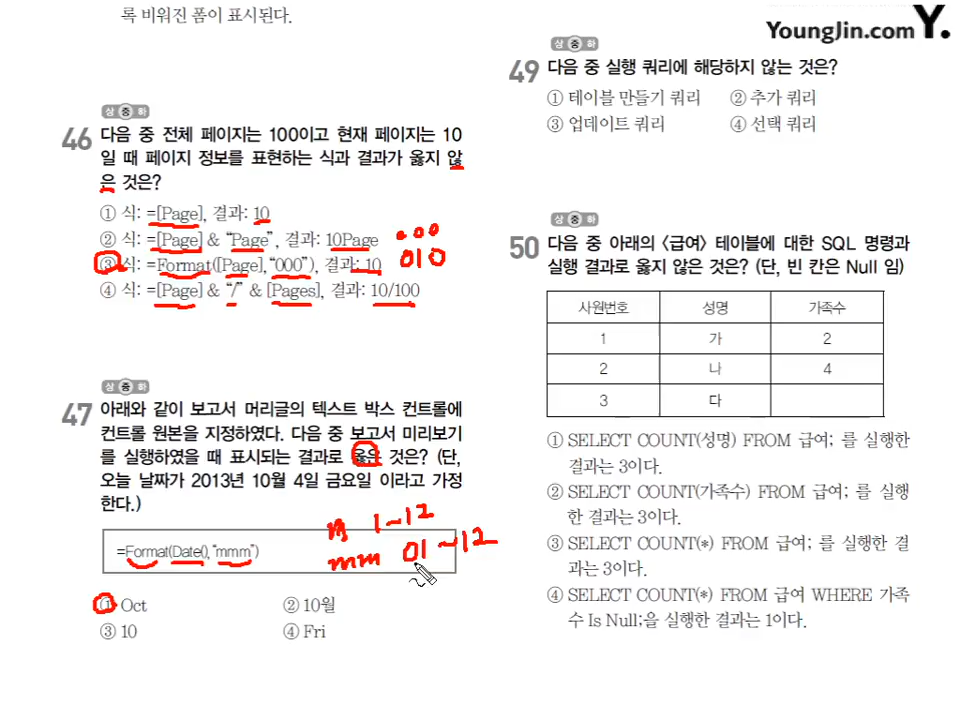 록 비워진 폼이 표시된다.
YoungJin.com Y.
상 중 하
46 다음 중 전체 페이지는 100이고 현재 페이지는 10
일 때 페이지 정보를 표현하는 식과 결과가 옳지 않
은 것은?
① 식: =[Page], 결과: 10
② 식: =[Page] & “Page”, 결과: 10Page
000
③ 식: =Format([Page],“000”), 결과: 10
010
④ 식: =[Page] & “/” & [Pages], 결과: 10/100
상 중 하
47 아래와 같이 보고서 머리글의 텍스트 박스 컨트롤에
컨트롤 원본을 지정하였다. 다음 중 보고서 미리보기
를 실행하였을 때 표시되는 결과로 옳은 것은? (단,
오늘 날짜가 2013년 10월 4일 금요일 이라고 가정
한다.)
m 1~12
=Format(Date(), “mmm”)
mm 01~12
① Oct ② 10월
③ 10 ④ Fri
상 중 하
49 다음 중 실행 쿼리에 해당하지 않는 것은?
① 테이블 만들기 쿼리 ② 추가 쿼리
③ 업데이트 쿼리 ④ 선택 쿼리
상 중 하
50 다음 중 아래의 〈급여〉 테이블에 대한 SQL 명령과
실행 결과로 옳지 않은 것은? (단, 빈 칸은 Null 임)
사원번호 성명 가족수
1 가 2
2 나 4
3 다
① SELECT COUNT(성명) FROM 급여; 를 실행한
결과는 3이다.
② SELECT COUNT(가족수) FROM 급여; 를 실행
한 결과는 3이다.
③ SELECT COUNT(*) FROM 급여; 를 실행한 결
과는 3이다.
④ SELECT COUNT(*) FROM 급여 WHERE 가족
수 Is Null;을 실행한 결과는 1이다.